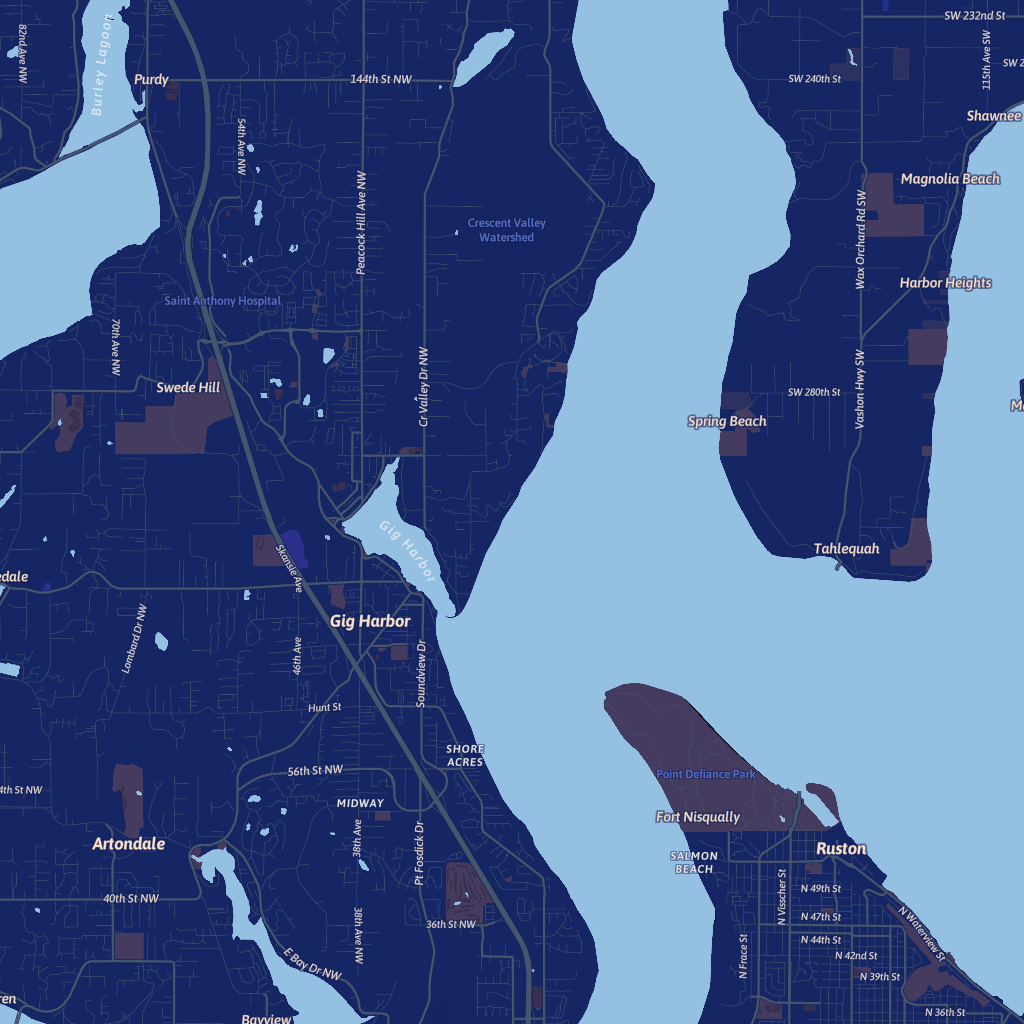 SW 232nd St
82nd Ave NW
Burley Lagoon
115th Ave SW
Purdy
144th St NW
SW 240th St
Shawnee
54th Ave NW
Magnolia Beach
Peacock Hill Ave NW
Crescent Valley
Watershed
Wax Orchard Rd SW
Harbor Heights
Saint Anthony Hospital
70th Ave NW
Swede Hill
Cr Valley Dr NW
Vashon Hwy SW
SW 280th St
Spring Beach
Gig Harbor
Tahlequah
Skansie Ave
edale
Gig Harbor
Lombard Dr NW
46th Ave
Soundview Dr
Hunt St
SHORE
ACRES
56th St NW
Point Defiance Park
4th St NW
MIDWAY
Fort Nisqually
Artondale
38th Ave
Pt Fosdick Dr
Ruston
SALMON
BEACH
N Visscher St
N 49th St
40th St NW
N 47th St
36th St NW
38th Ave NW
N Waterview St
N 44th St
N Frace St
N 42nd St
E Bay Dr NW
N 39th St
ren
Bayview
N 36th St